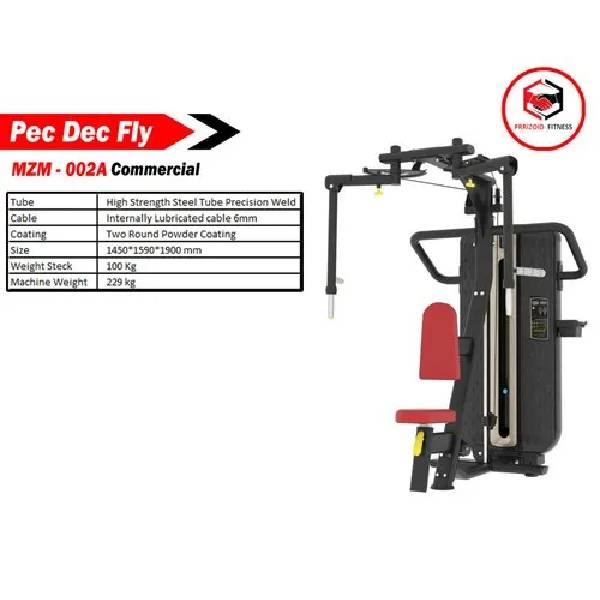 Pec Dec Fly
MZM - 002A Commercial
FRRIZOID FITNESS
Tube High Strength Steel Tube Precision Weld
Cable Internally Lubricated cable 6mm
Coating Two Round Powder Coating
Size 1450*1590*1900 mm
Weight Steck 100 Kg
Machine Weight 229 kg